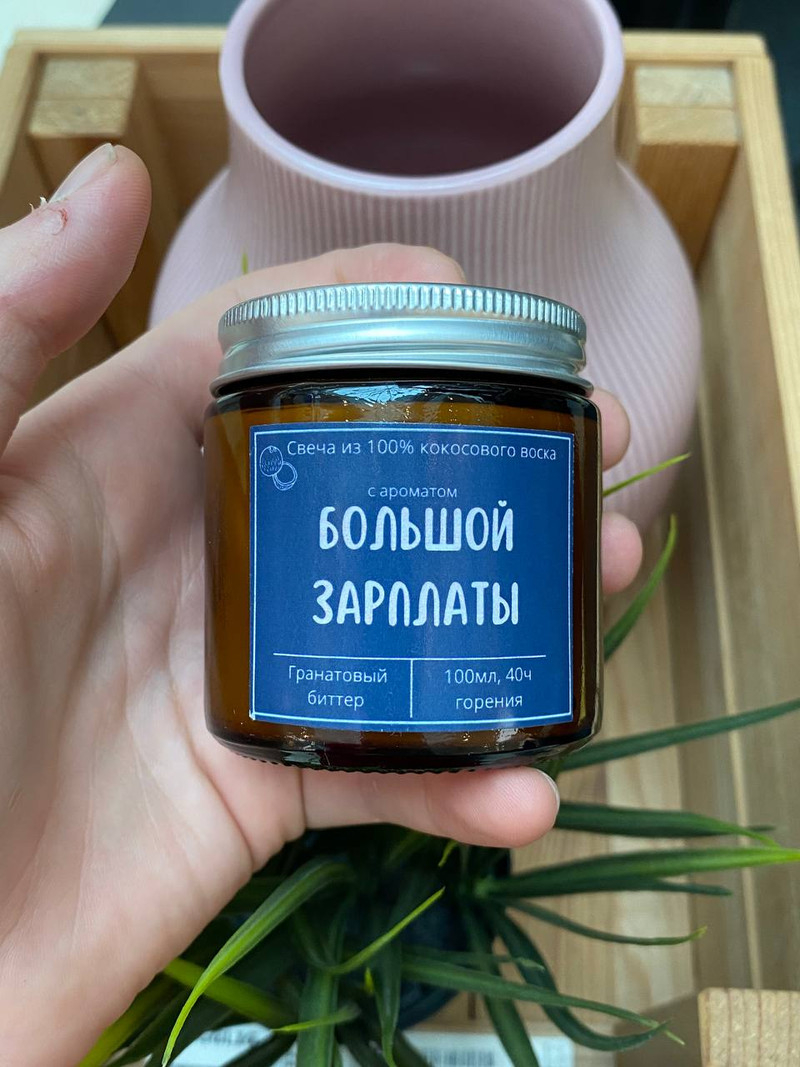 Свеча из 100% кокосового воска
с ароматом
БОЛЬШОЙ
ЗАРПЛАТЫ
Гранатовый
биттер
100мл, 40ч
горения